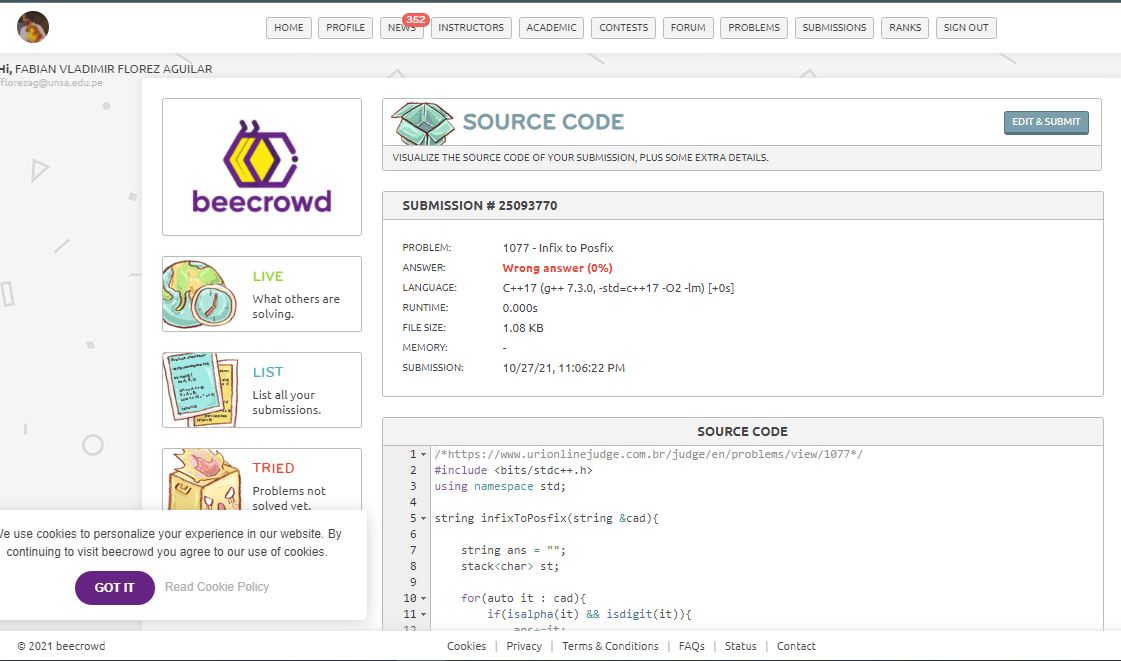 HOME PROFILE NEWS 352 INSTRUCTORS ACADEMIC CONTESTS FORUM PROBLEMS SUBMISSIONS RANKS SIGN OUT
Hi, FABIAN VLADIMIR FLOREZ AGUILAR
fflorezag@unsa.edu.pe
beecrowd
LIVE
What others are
solving.
LIST
List all your
submissions.
TRIED
Problems not
solved yet.
SOURCE CODE
EDIT & SUBMIT
VISUALIZE THE SOURCE CODE OF YOUR SUBMISSION, PLUS SOME EXTRA DETAILS.
SUBMISSION # 25093770
PROBLEM: 1077 - Infix to Posfix
ANSWER: Wrong answer (0%)
LANGUAGE: C++17 (g++ 7.3.0, -std=c++17 -O2 -lm) [+0s]
RUNTIME: 0.000s
FILE SIZE: 1.08 KB
MEMORY: -
SUBMISSION: 10/27/21, 11:06:22 PM
SOURCE CODE
1 /*https://www.urionlinejudge.com.br/judge/en/problems/view/1077*/
2 #include <bits/stdc++.h>
3 using namespace std;
4
5 string infixToPosfix(string &cad){
6
7 string ans = "";
8 stack<char> st;
9
10 for(auto it : cad){
11 if(isalpha(it) && isdigit(it)){
12 ans+=it;
We use cookies to personalize your experience in our website. By
continuing to visit beecrowd you agree to our use of cookies.
GOT IT Read Cookie Policy
© 2021 beecrowd
Cookies | Privacy | Terms & Conditions | FAQs | Status | Contact